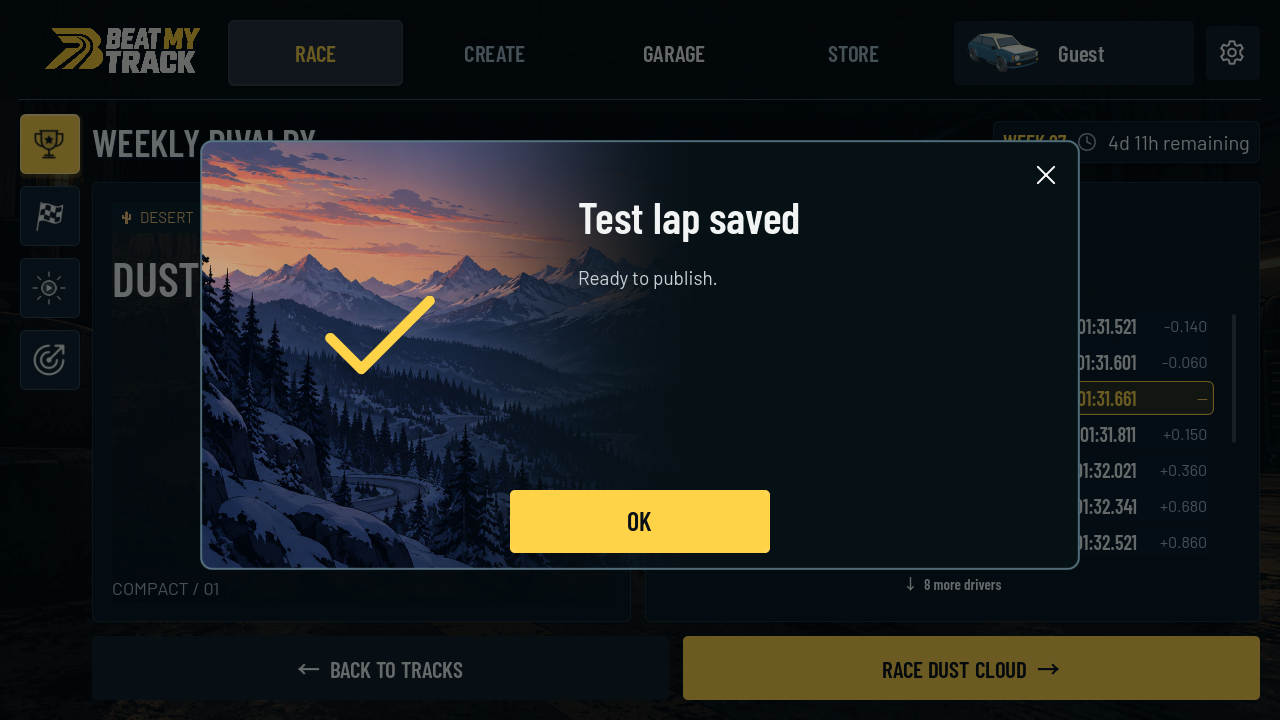 BEAT MY TRACK
RACE
CREATE
GARAGE
STORE
Guest
WEEKLY RIVALRY
WEEK 07
4d 11h remaining
DESERT
DUST
Test lap saved
Ready to publish.
OK
01:31.521 -0.140
01:31.601 -0.060
01:31.661 —
01:31.811 +0.150
01:32.021 +0.360
01:32.341 +0.680
01:32.521 +0.860
↓ 8 more drivers
COMPACT / 01
← BACK TO TRACKS
RACE DUST CLOUD →